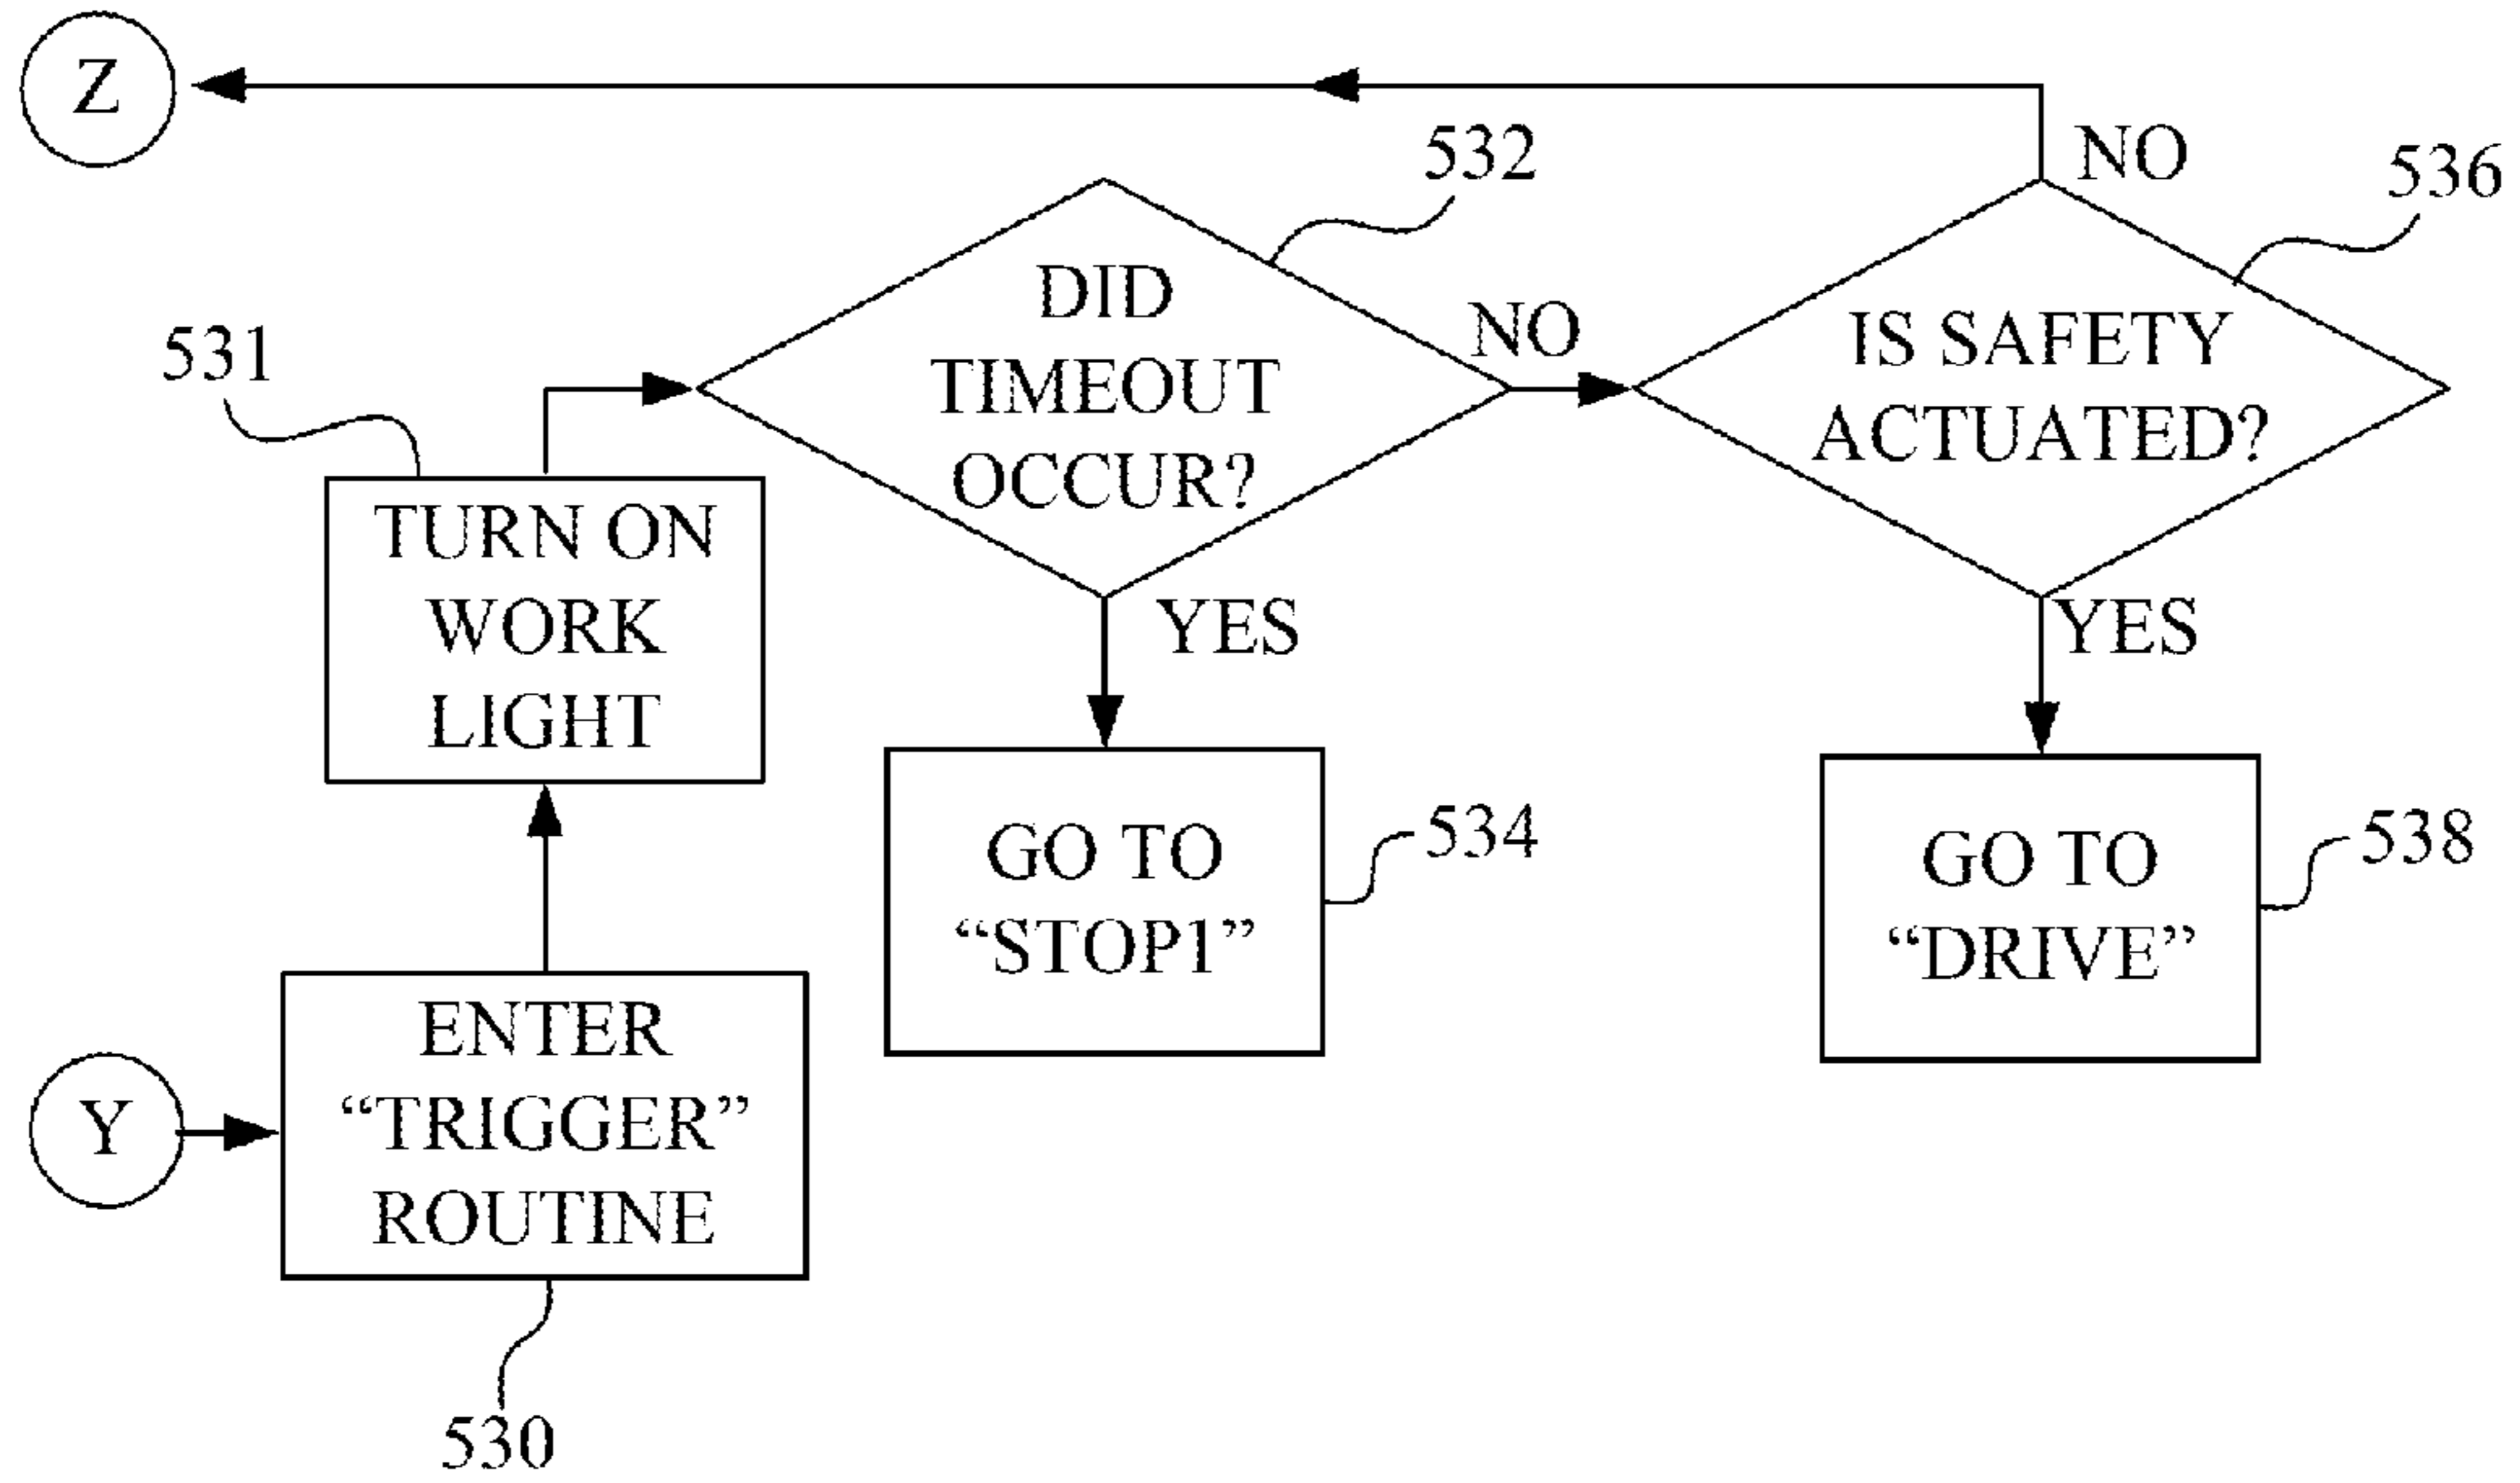 Z
532
NO
536
DID
TIMEOUT
OCCUR?
NO
IS SAFETY
ACTUATED?
531
TURN ON
WORK
LIGHT
YES
YES
GO TO
“STOP1”
534
GO TO
“DRIVE”
538
Y
ENTER
“TRIGGER”
ROUTINE
530